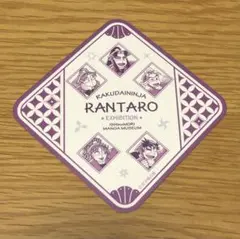 RAKUDAININJA
RANTARO
★ EXHIBITION ★
ISHINOMORI
MANGA MUSEUM